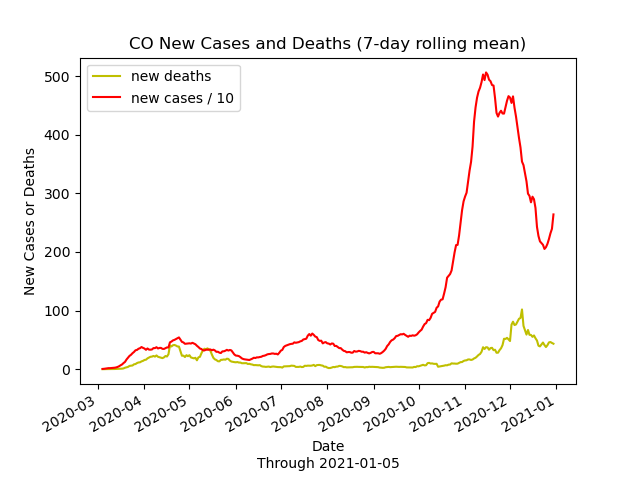 CO New Cases and Deaths (7-day rolling mean)
new deaths
new cases / 10
New Cases or Deaths
500
400
300
200
100
0
2020-03
2020-04
2020-05
2020-06
2020-07
2020-08
2020-09
2020-10
2020-11
2020-12
2021-01
Date
Through 2021-01-05